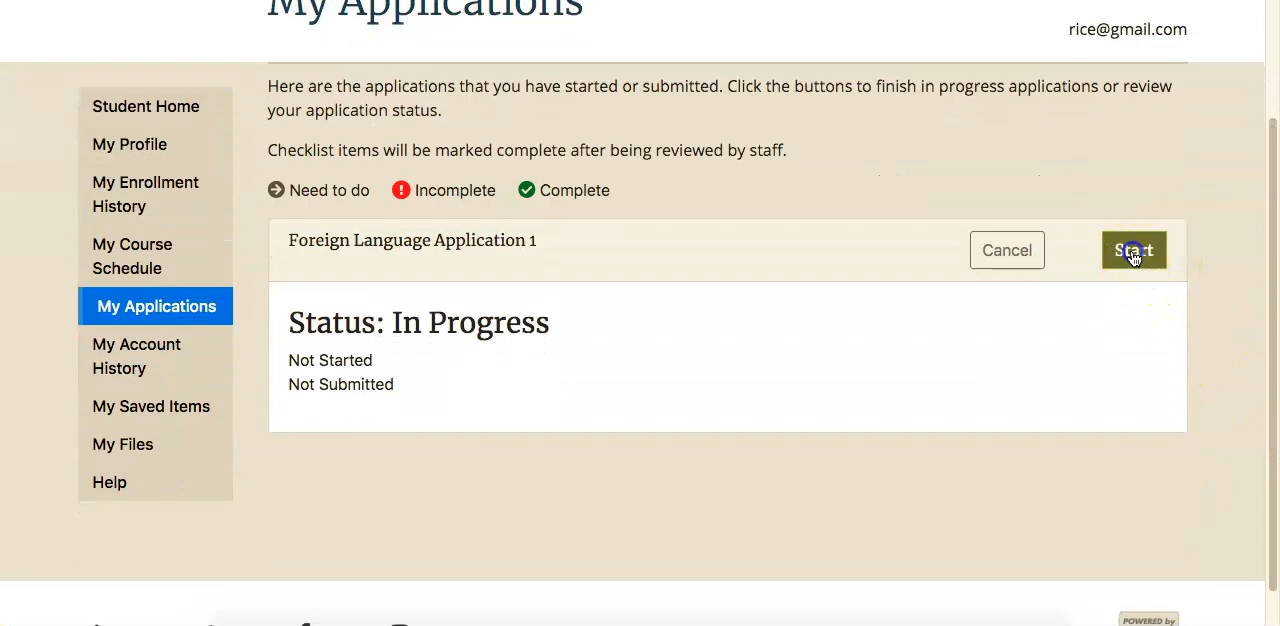 My Applications
rice@gmail.com
Here are the applications that you have started or submitted. Click the buttons to finish in progress applications or review
your application status.
Checklist items will be marked complete after being reviewed by staff.
Need to do
Incomplete
Complete
Student Home
My Profile
My Enrollment
History
My Course
Schedule
My Applications
My Account
History
My Saved Items
My Files
Help
Foreign Language Application 1
Cancel
Start
Status: In Progress
Not Started
Not Submitted
POWERED by